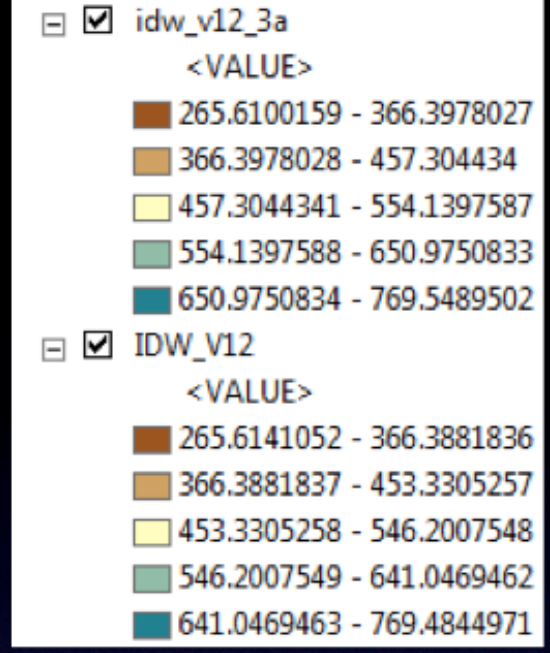 idw_v12_3a
<VALUE>
265.6100159 - 366.3978027
366.3978028 - 457.304434
457.3044341 - 554.1397587
554.1397588 - 650.9750833
650.9750834 - 769.5489502
IDW_V12
<VALUE>
265.6141052 - 366.3881836
366.3881837 - 453.3305257
453.3305258 - 546.2007548
546.2007549 - 641.0469462
641.0469463 - 769.4844971